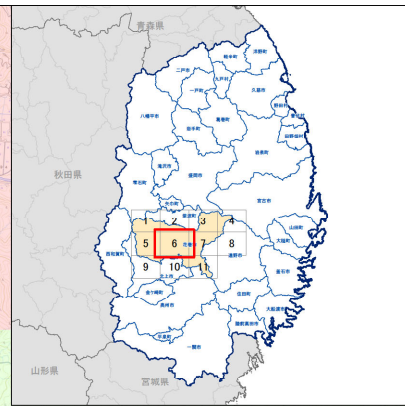 青森県
洋野町
軽米町
二戸市
九戸村
一戸町
久慈市
野田村
普代村
八幡平市
葛巻町
岩手町
田野畑村
岩泉町
滝沢市
盛岡市
秋田県
雫石町
宮古市
矢巾町
紫波町
1 2 3 4
山田町
大槌町
5 6 花巻市 7 8
西和賀町
遠野市
釜石市
9 10 11
北上市
金ケ崎町
住田町
奥州市
大船渡市
陸前高田市
平泉町
一関市
山形県
宮城県